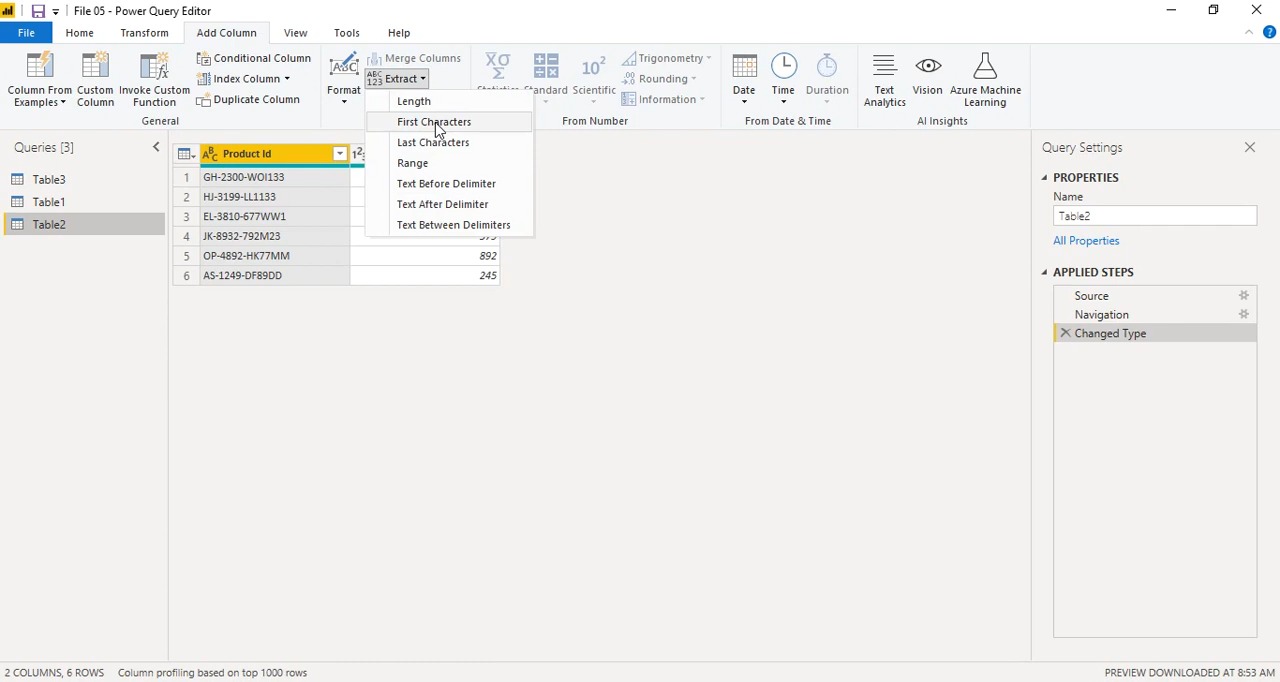 File 05 - Power Query Editor
File Home Transform Add Column View Tools Help
Column From Examples
Custom Column
Invoke Custom Function
Conditional Column
Index Column
Duplicate Column
General
Format
Merge Columns
ABC 123 Extract
Length
First Characters
Last Characters
Range
Text Before Delimiter
Text After Delimiter
Text Between Delimiters
Standard
Scientific
10²
Trigonometry
Rounding
Information
From Number
Date
Time
Duration
From Date & Time
Text Analytics
Vision
Azure Machine Learning
AI Insights
Queries [3]
Table3
Table1
Table2
Product Id
1 GH-2300-WOI133
2 HJ-3199-LL1133
3 EL-3810-677WW1
4 JK-8932-792M23
5 OP-4892-HK77MM 892
6 AS-1249-DF89DD 245
Query Settings
PROPERTIES
Name
Table2
All Properties
APPLIED STEPS
Source
Navigation
Changed Type
2 COLUMNS, 6 ROWS Column profiling based on top 1000 rows
PREVIEW DOWNLOADED AT 8:53 AM